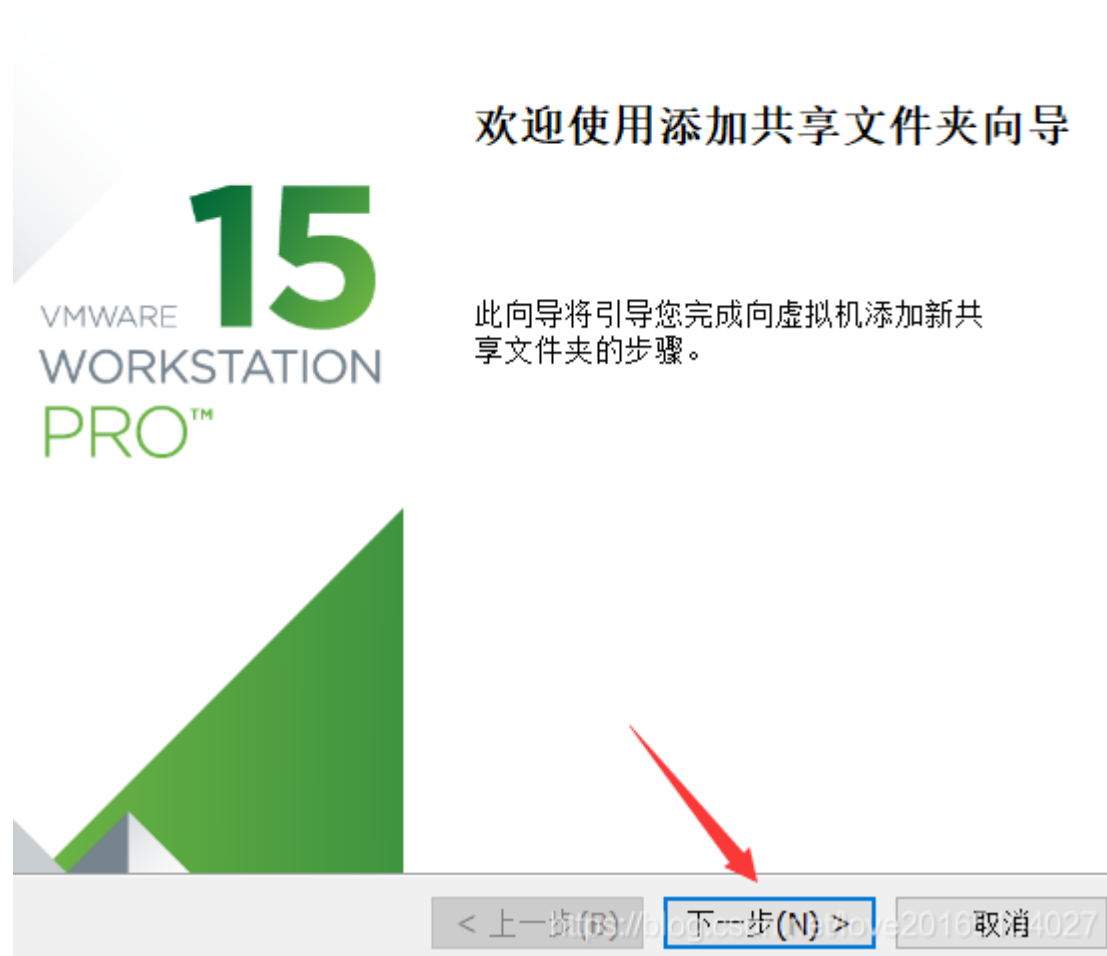 欢迎使用添加共享文件夹向导
15
VMWARE
WORKSTATION
PRO™
此向导将引导您完成向虚拟机添加新共
享文件夹的步骤。
< 上一步(B)
下一步(N) >
取消